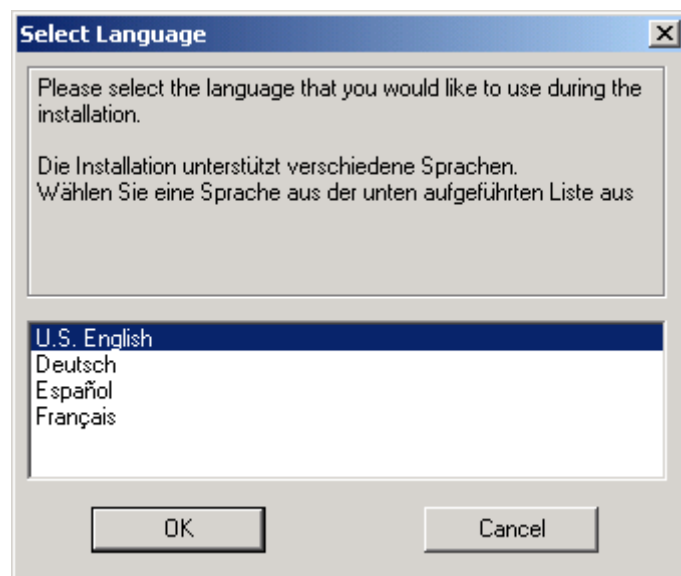 Select Language
Please select the language that you would like to use during the
installation.
Die Installation unterstützt verschiedene Sprachen.
Wählen Sie eine Sprache aus der unten aufgeführten Liste aus
U.S. English
Deutsch
Español
Français
OK
Cancel